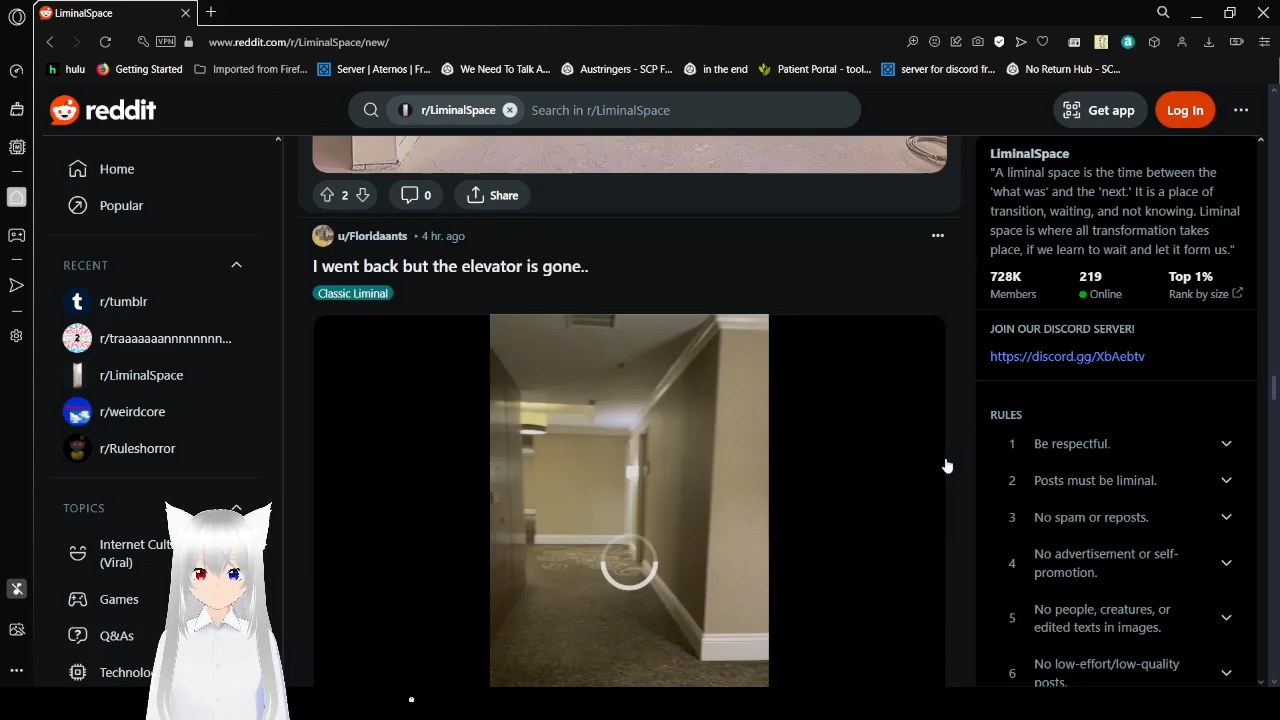 LiminalSpace
VPN
www.reddit.com/r/LiminalSpace/new/
hulu
Getting Started
Imported from Firef...
Server | Aternos | Fr...
We Need To Talk A...
Austringers - SCP F...
in the end
Patient Portal - tool...
server for discord fr...
No Return Hub - SC...
reddit
r/LiminalSpace
Search in r/LiminalSpace
Get app
Log In
Home
Popular
RECENT
r/tumblr
r/traaaaaaannnnnnnn...
r/LiminalSpace
r/weirdcore
r/Ruleshorror
TOPICS
Internet Cult
(Viral)
Games
Q&As
Technolo
2
0
Share
u/Floridaants • 4 hr. ago
I went back but the elevator is gone..
Classic Liminal
LiminalSpace
"A liminal space is the time between the
'what was' and the 'next.' It is a place of
transition, waiting, and not knowing. Liminal
space is where all transformation takes
place, if we learn to wait and let it form us."
728K
Members
219
Online
Top 1%
Rank by size
JOIN OUR DISCORD SERVER!
https://discord.gg/XbAebtv
RULES
1 Be respectful.
2 Posts must be liminal.
3 No spam or reposts.
4 No advertisement or self-
promotion.
5 No people, creatures, or
edited texts in images.
6 No low-effort/low-quality
posts.